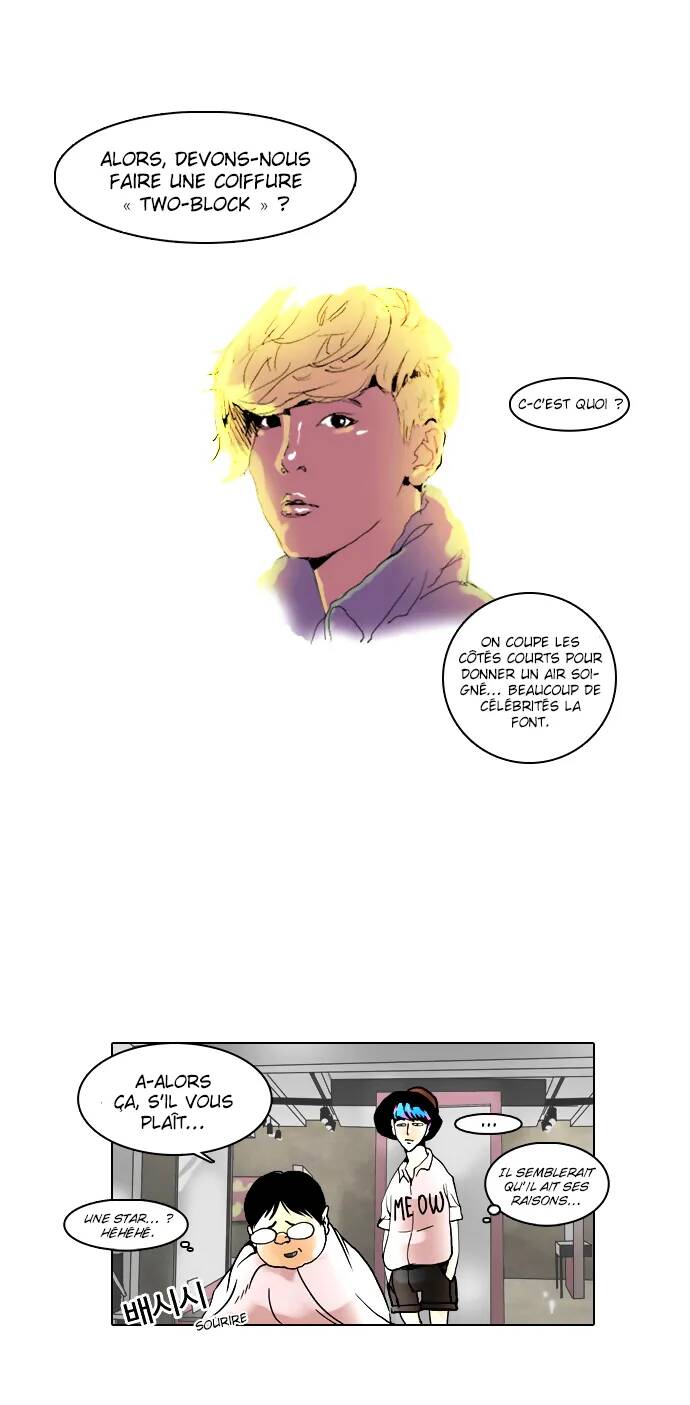 ALORS, DEVONS-NOUS
FAIRE UNE COIFFURE
« TWO-BLOCK » ?
C-C'EST QUOI ?
ON COUPE LES
CÔTÉS COURTS POUR
DONNER UN AIR SOI-
GNÉ... BEAUCOUP DE
CÉLÉBRITÉS LA
FONT.
A-ALORS
ÇA, S'IL VOUS
PLAÎT...
...
IL SEMBLERAIT
QU'IL AIT SES
RAISONS...
MEOW
UNE STAR... ?
HÉHÉHÉ.
배시시
SOURIRE